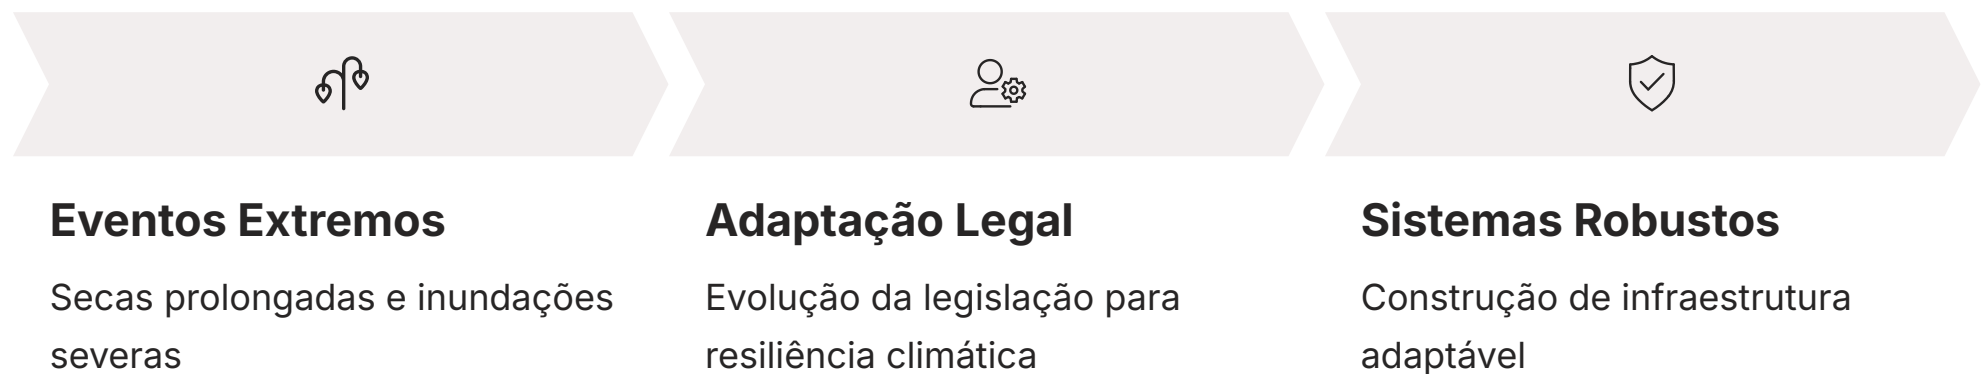 Eventos Extremos
Secas prolongadas e inundações
severas
Adaptação Legal
Evolução da legislação para
resiliência climática
Sistemas Robustos
Construção de infraestrutura
adaptável